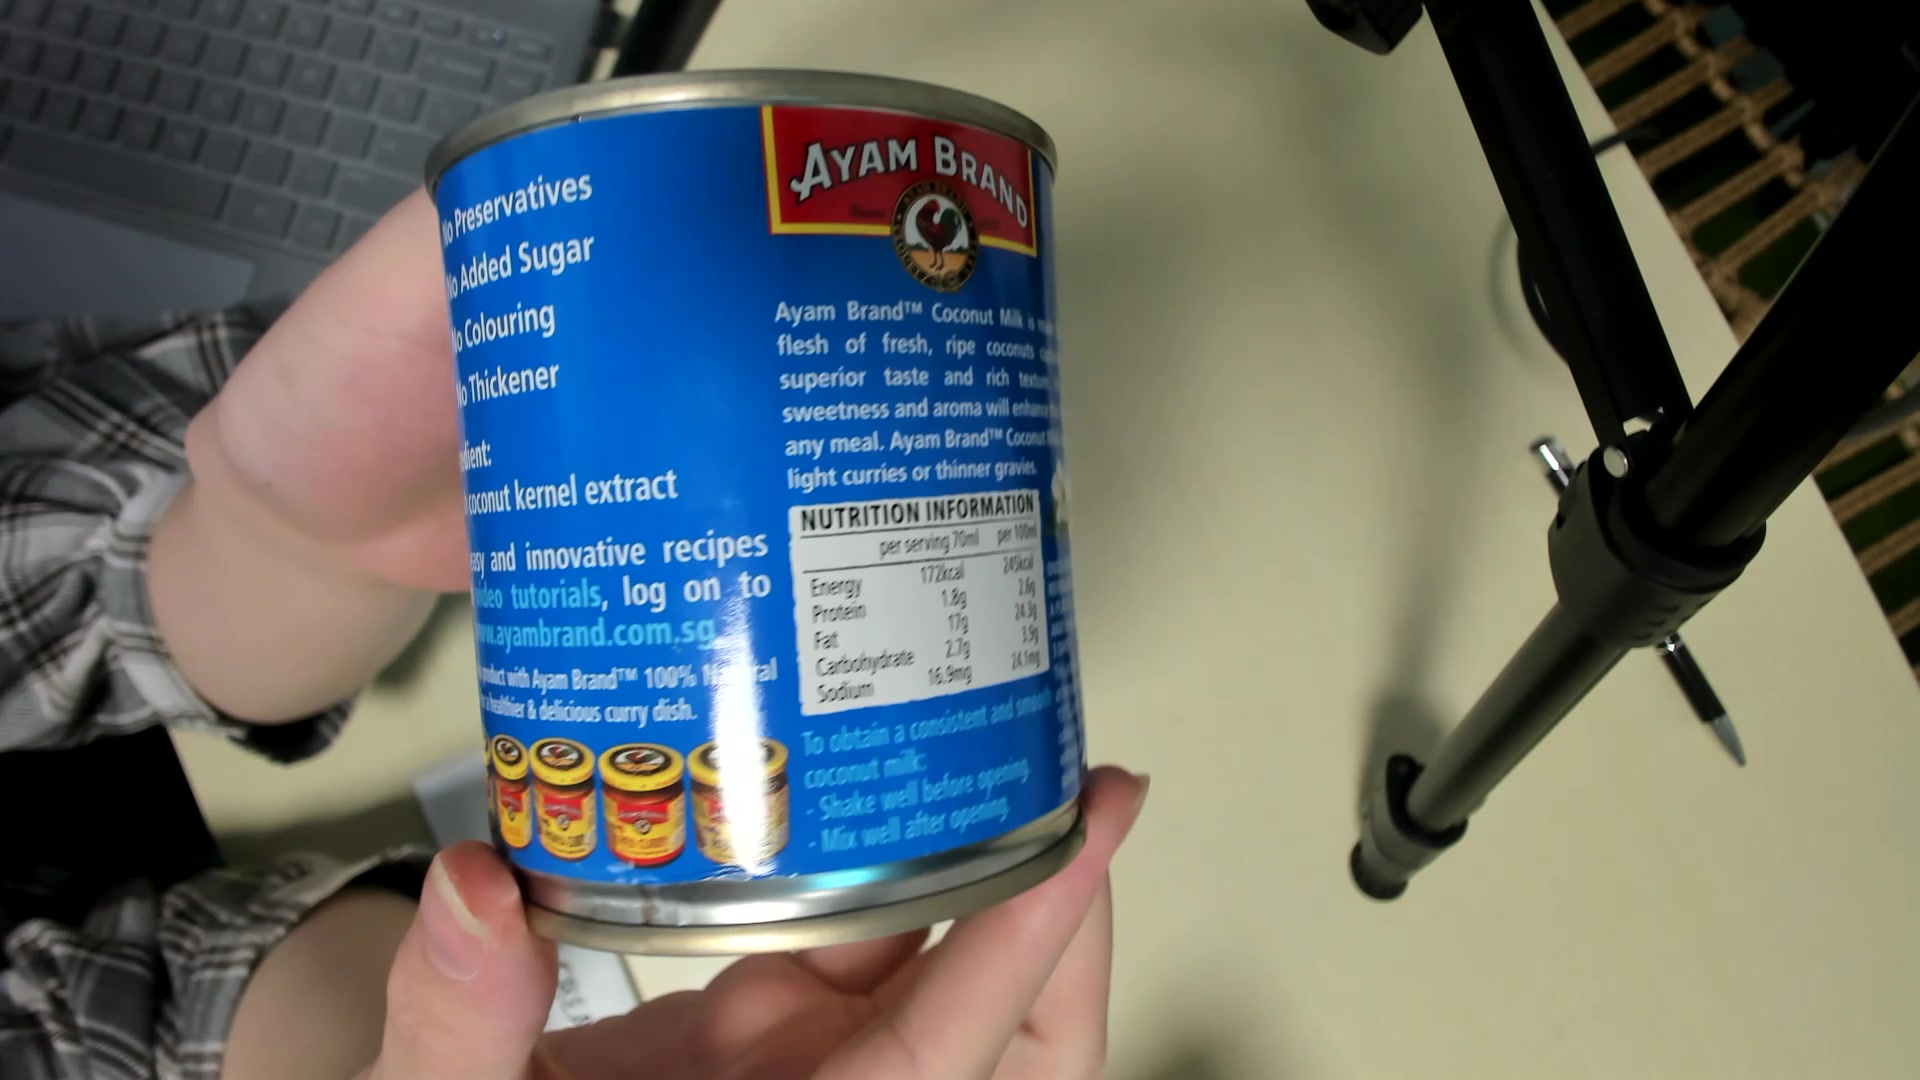 No Preservatives
No Added Sugar
No Colouring
No Thickener
coconut kernel extract
and innovative recipes
video tutorials, log on to
www.ayambrand.com.sg
product with Ayam Brand™ 100% Natural
healthier & delicious curry dish.
AYAM BRAND
Ayam Brand™ Coconut Milk is
flesh of fresh, ripe coconuts
superior taste and rich
sweetness and aroma will enhance
any meal. Ayam Brand™ Coconut
light curries or thinner gravies.
NUTRITION INFORMATION
per serving 70ml per 100ml
Energy 172kcal 245kcal
Protein 1.8g 2.6g
Fat 17g 24.3g
Carbohydrate 2.7g 3.9g
Sodium 16.9mg 24.1mg
To obtain a consistent and smooth
coconut milk:
- Shake well before opening.
- Mix well after opening.